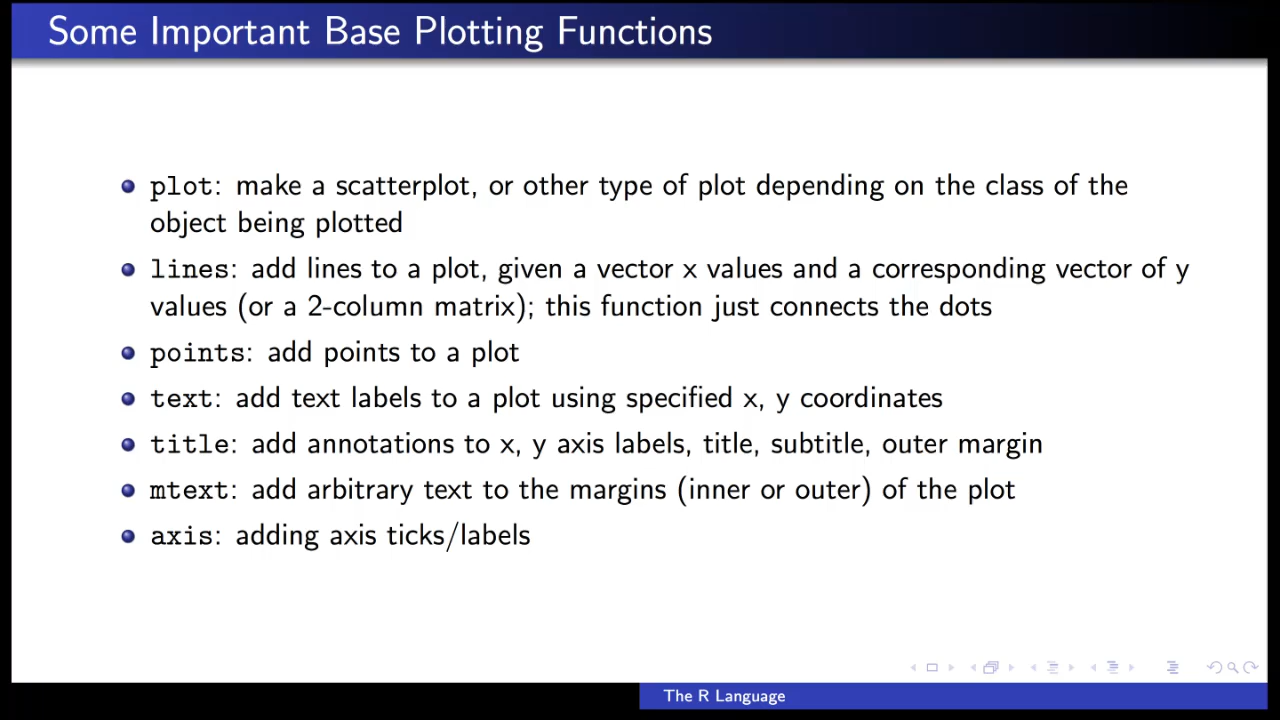 Some Important Base Plotting Functions
plot: make a scatterplot, or other type of plot depending on the class of the
object being plotted
lines: add lines to a plot, given a vector x values and a corresponding vector of y
values (or a 2-column matrix); this function just connects the dots
points: add points to a plot
text: add text labels to a plot using specified x, y coordinates
title: add annotations to x, y axis labels, title, subtitle, outer margin
mtext: add arbitrary text to the margins (inner or outer) of the plot
axis: adding axis ticks/labels
The R Language